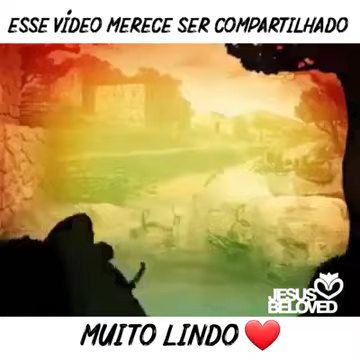 ESSE VÍDEO MERECE SER COMPARTILHADO
JESUS
BELOVED
MUITO LINDO ❤️